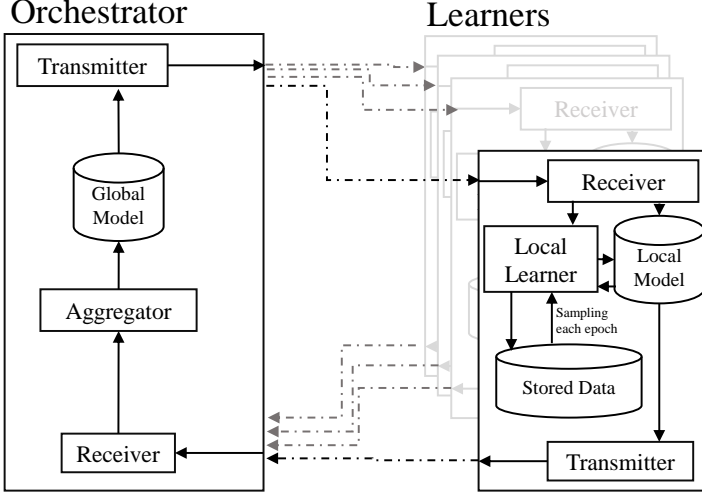 Orchestrator
Transmitter
Global
Model
Aggregator
Receiver
Learners
Receiver
Receiver
Local
Learner
Local
Model
Sampling
each epoch
Stored Data
Transmitter